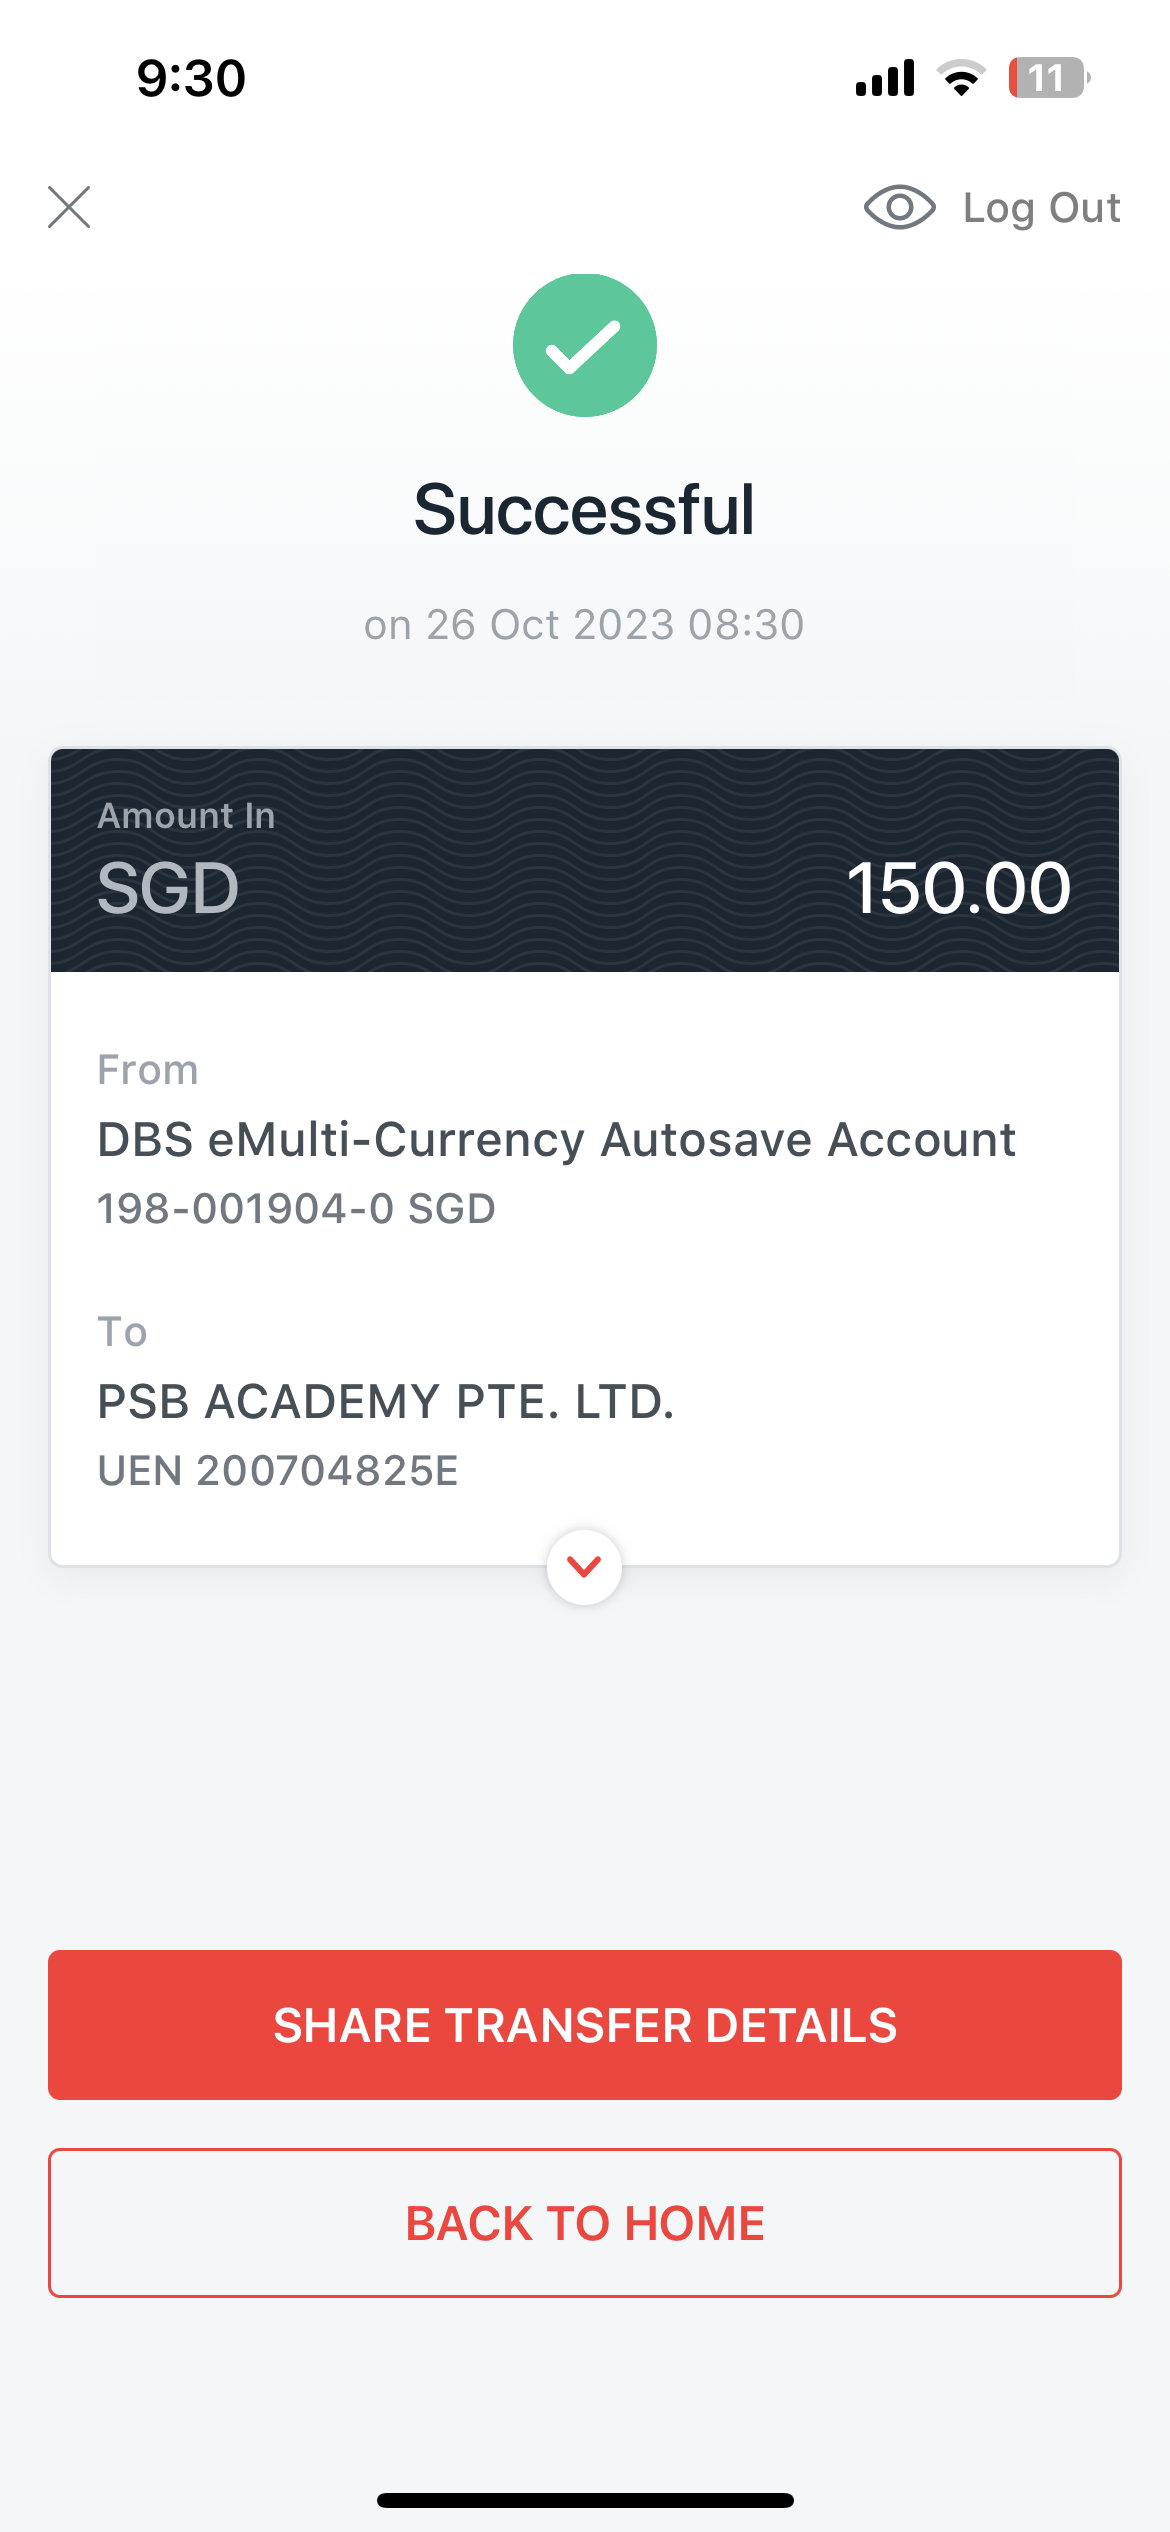 9:30
11
Log Out
Successful
on 26 Oct 2023 08:30
Amount In
SGD 150.00
From
DBS eMulti-Currency Autosave Account
198-001904-0 SGD
To
PSB ACADEMY PTE. LTD.
UEN 200704825E
SHARE TRANSFER DETAILS
BACK TO HOME